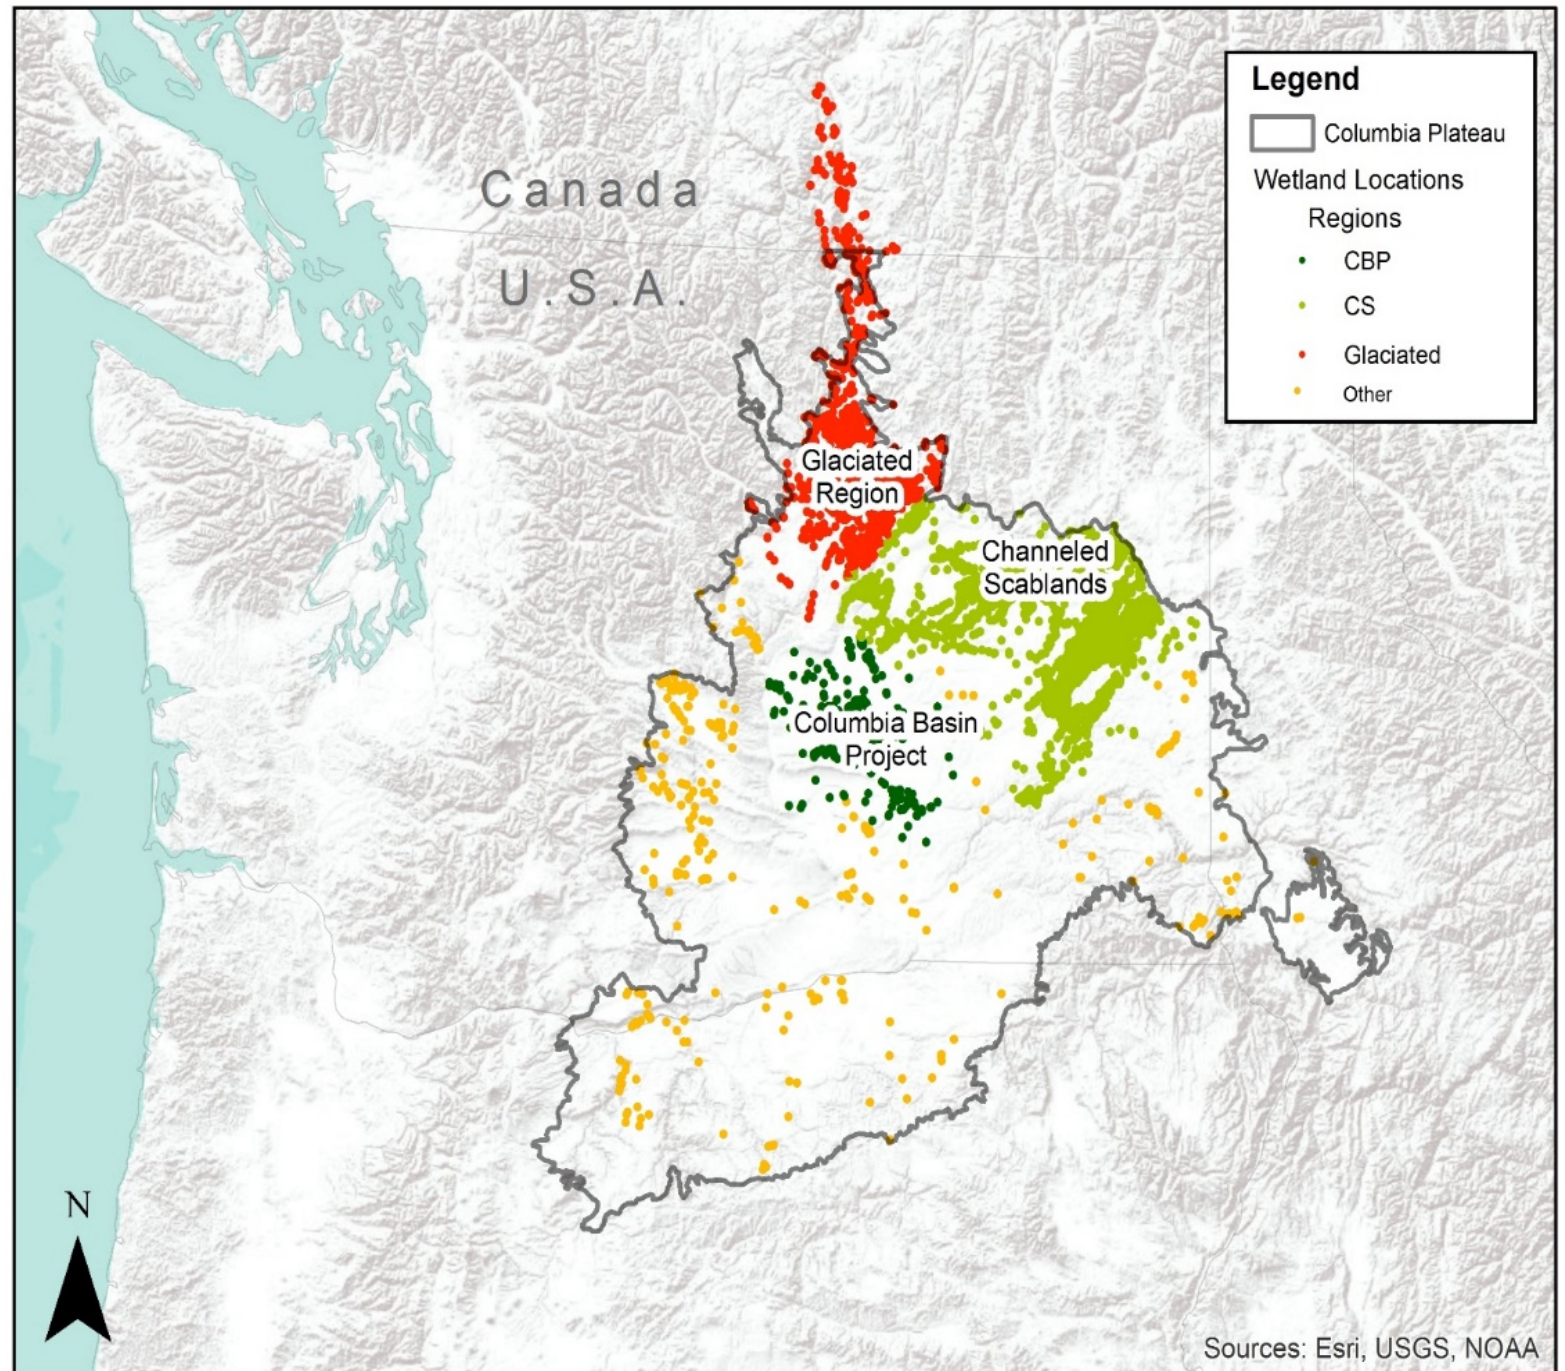 Legend
Columbia Plateau
Wetland Locations
Regions
CBP
CS
Glaciated
Other
Canada
U.S.A.
Glaciated
Region
Channeled
Scablands
Columbia Basin
Project
N
Sources: Esri, USGS, NOAA